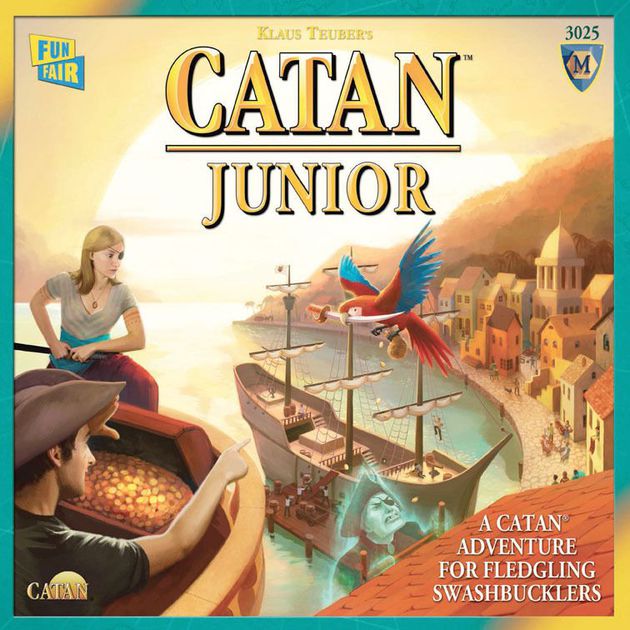 KLAUS TEUBER'S
3025
FUN
FAIR
M
CATAN™
JUNIOR
A CATAN®
ADVENTURE
FOR FLEDGLING
SWASHBUCKLERS
CATAN